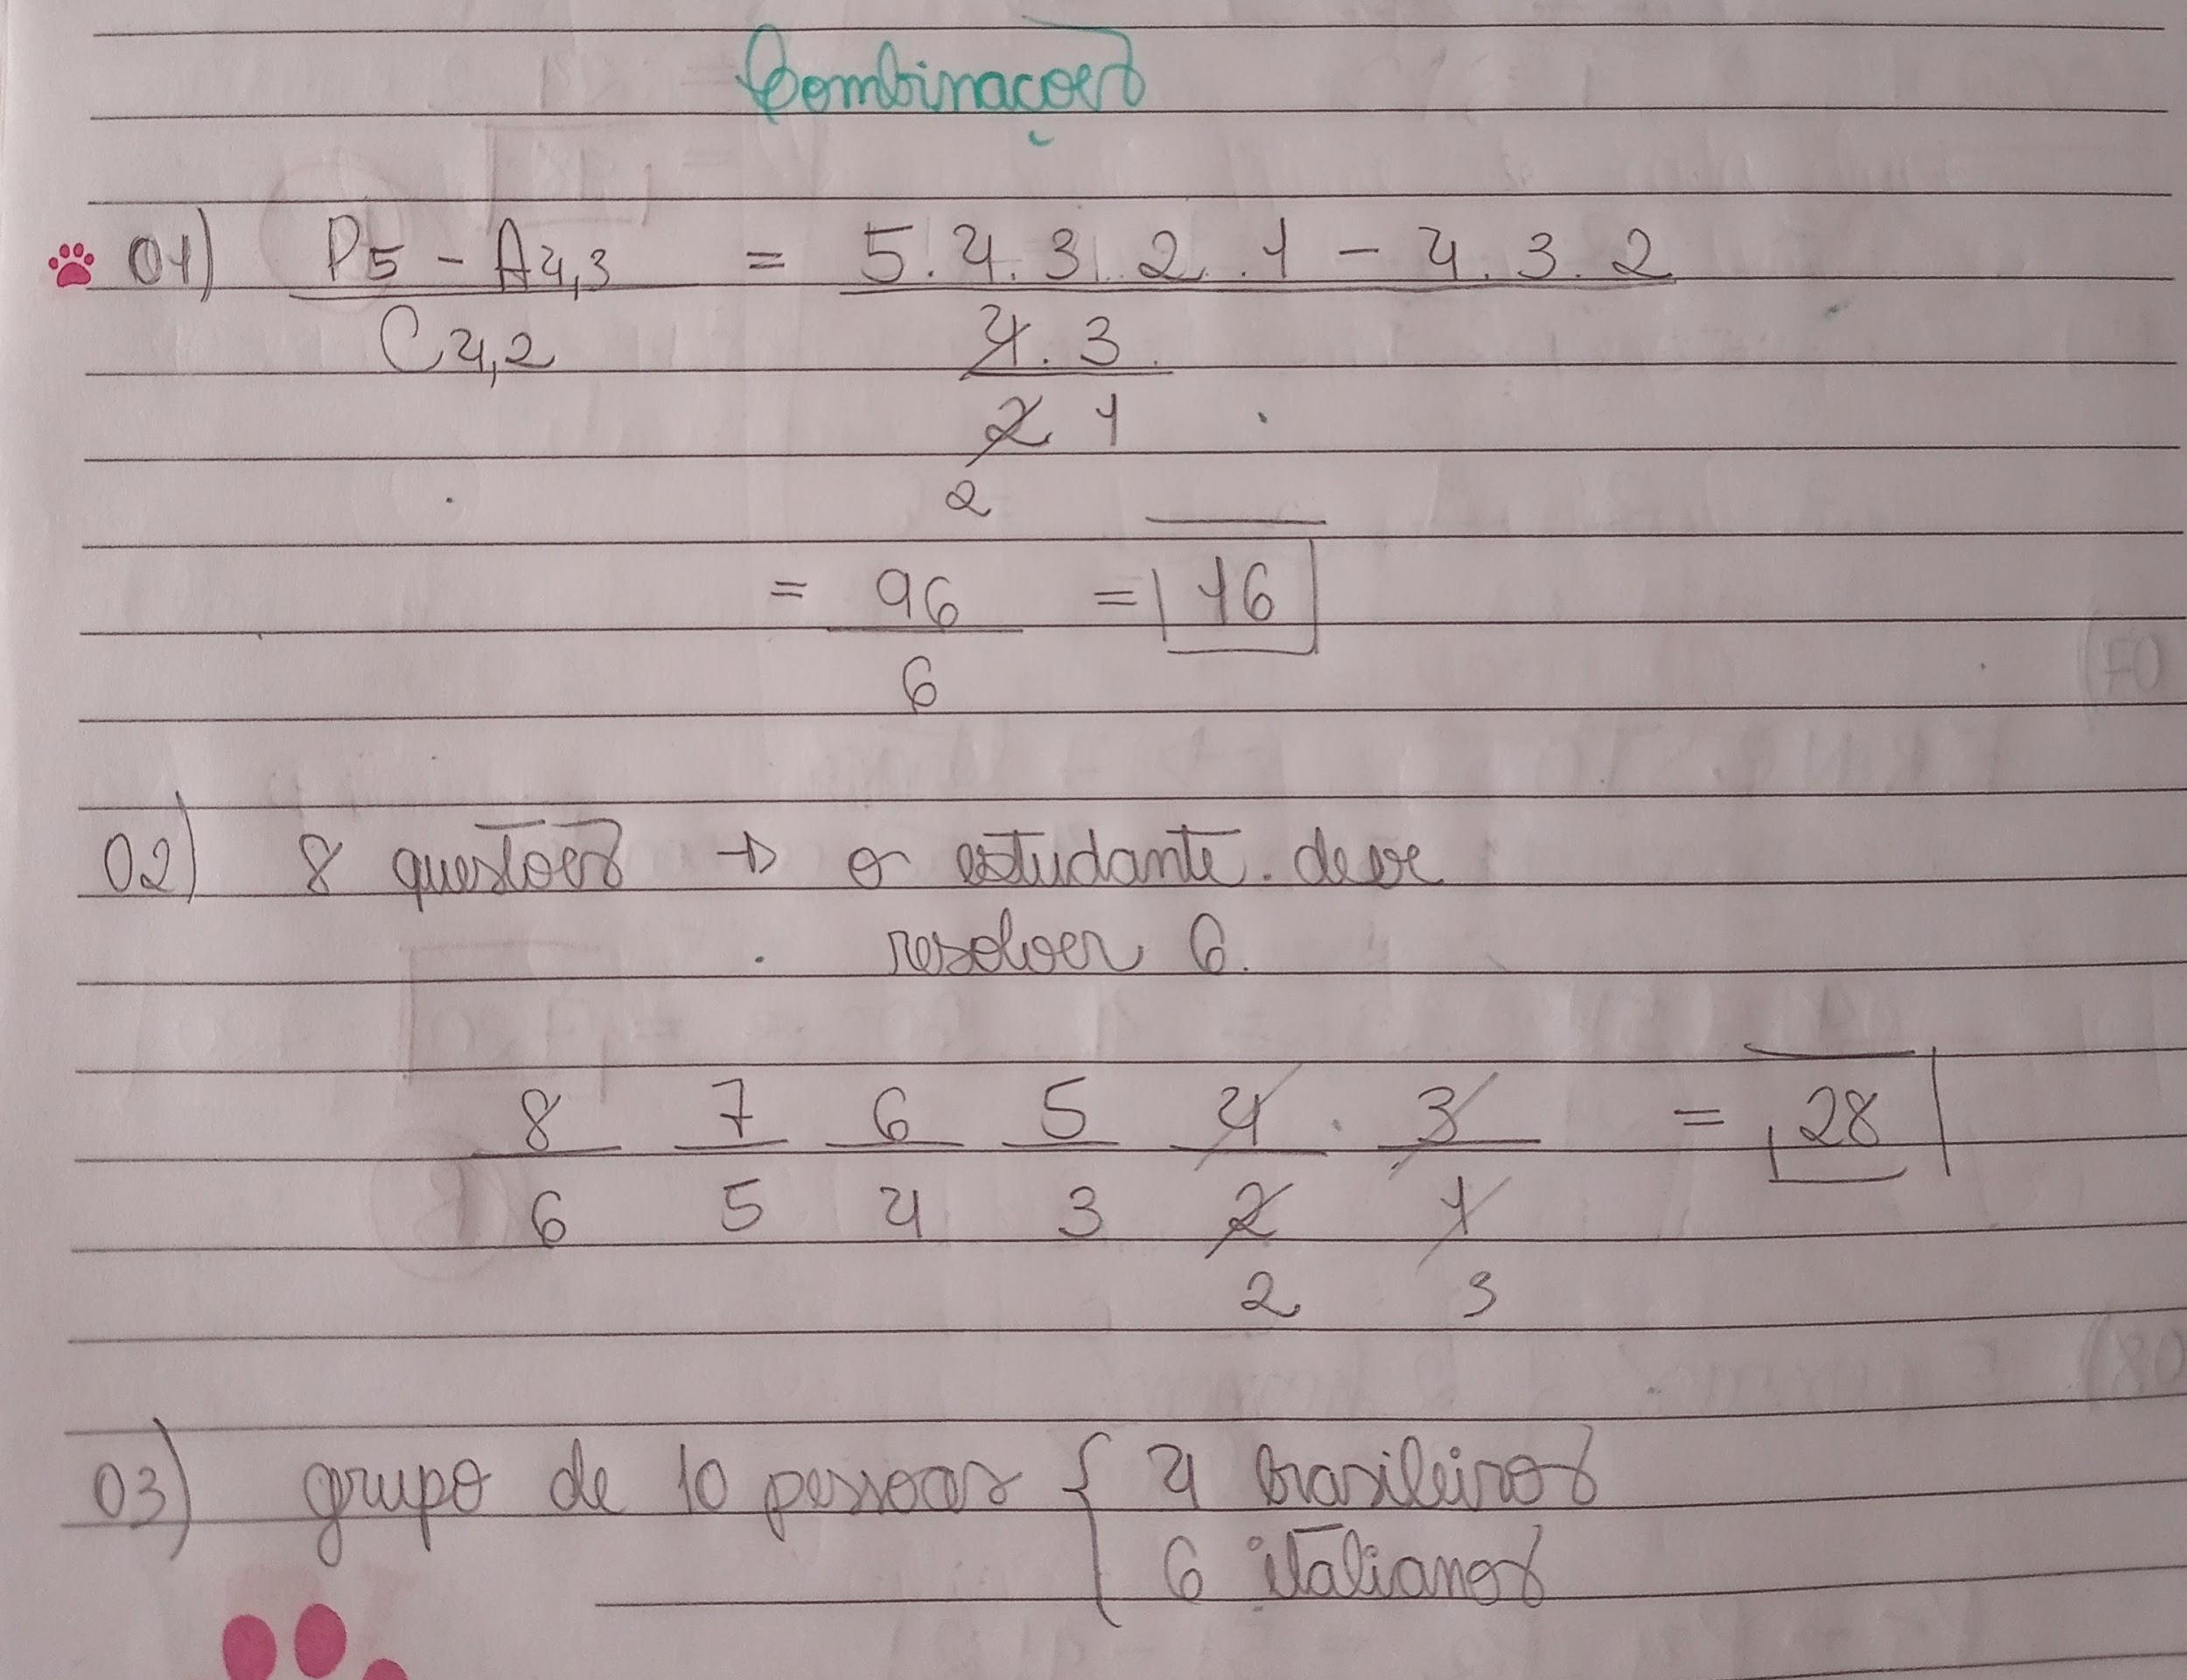 Combinações
01) P5 - A4,3 = 5.4.3.2.1 - 4.3.2
C4,2 4.3
2 1
2
= 96 = 16
6
02) 8 questões → o estudante deve
resolver 6.
8 7 6 5 4 . 3 = 28
6 5 4 3 2 1
2 3
03) grupo de 10 pessoas { 4 brasileiros
6 italianos